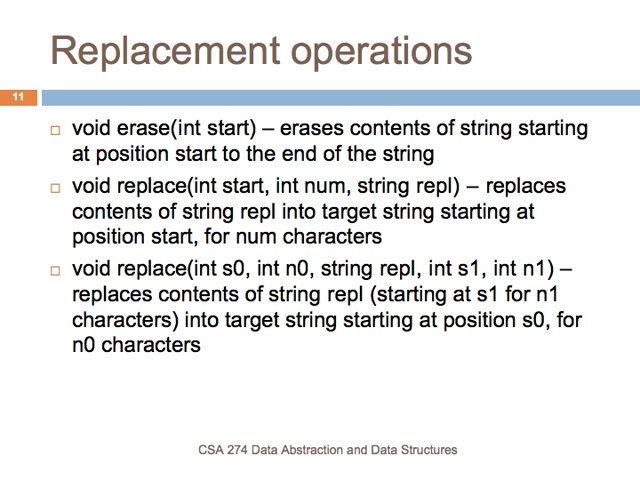 Replacement operations
11
void erase(int start) – erases contents of string starting
at position start to the end of the string
void replace(int start, int num, string repl) – replaces
contents of string repl into target string starting at
position start, for num characters
void replace(int s0, int n0, string repl, int s1, int n1) –
replaces contents of string repl (starting at s1 for n1
characters) into target string starting at position s0, for
n0 characters
CSA 274 Data Abstraction and Data Structures